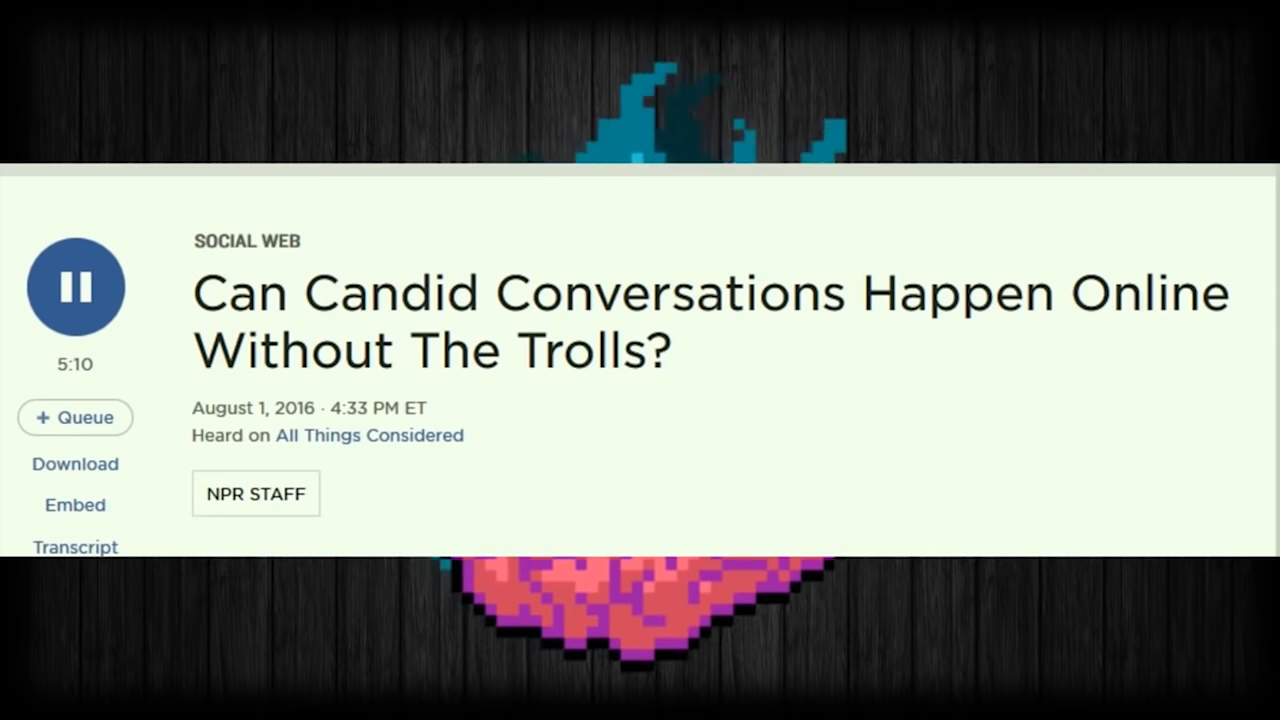 SOCIAL WEB
Can Candid Conversations Happen Online
Without The Trolls?
5:10
August 1, 2016 · 4:33 PM ET
+ Queue
Heard on All Things Considered
Download
NPR STAFF
Embed
Transcript